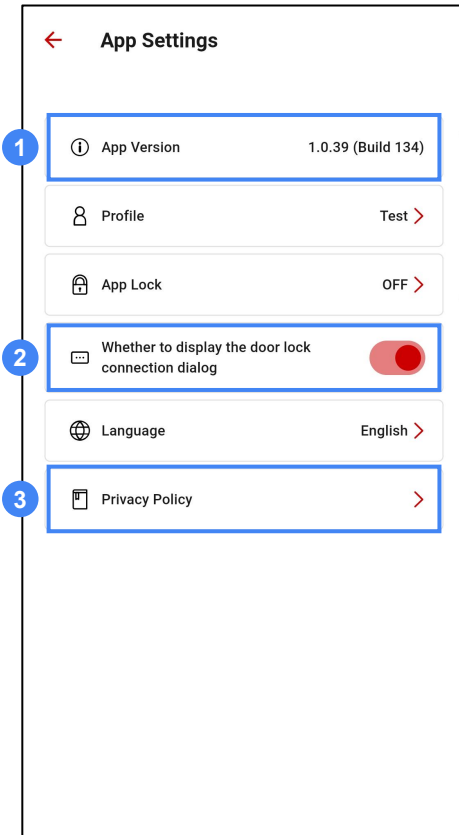 App Settings
1
App Version 1.0.39 (Build 134)
Profile Test
App Lock OFF
2
Whether to display the door lock
connection dialog
Language English
3
Privacy Policy